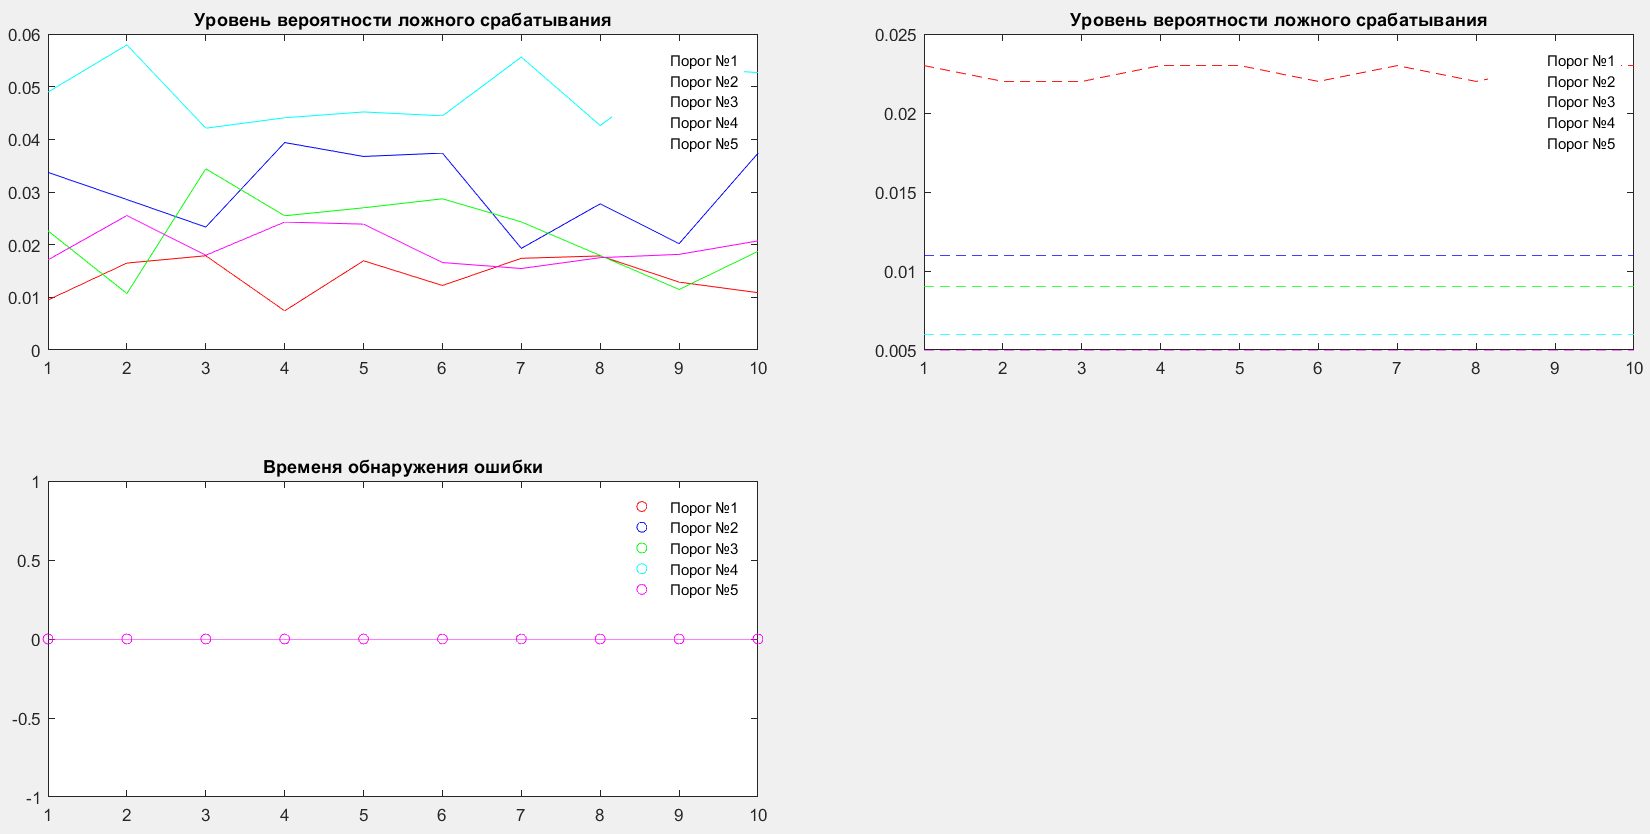 Уровень вероятности ложного срабатывания
0.06
0.05
0.04
0.03
0.02
0.01
0
Порог №1
Порог №2
Порог №3
Порог №4
Порог №5
1 2 3 4 5 6 7 8 9 10
Уровень вероятности ложного срабатывания
0.025
0.02
0.015
0.01
0.005
Порог №1
Порог №2
Порог №3
Порог №4
Порог №5
1 2 3 4 5 6 7 8 9 10
Временя обнаружения ошибки
1
0.5
0
-0.5
-1
Порог №1
Порог №2
Порог №3
Порог №4
Порог №5
1 2 3 4 5 6 7 8 9 10